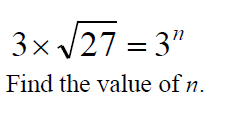 3 × √27 = 3ⁿ
Find the value of n.